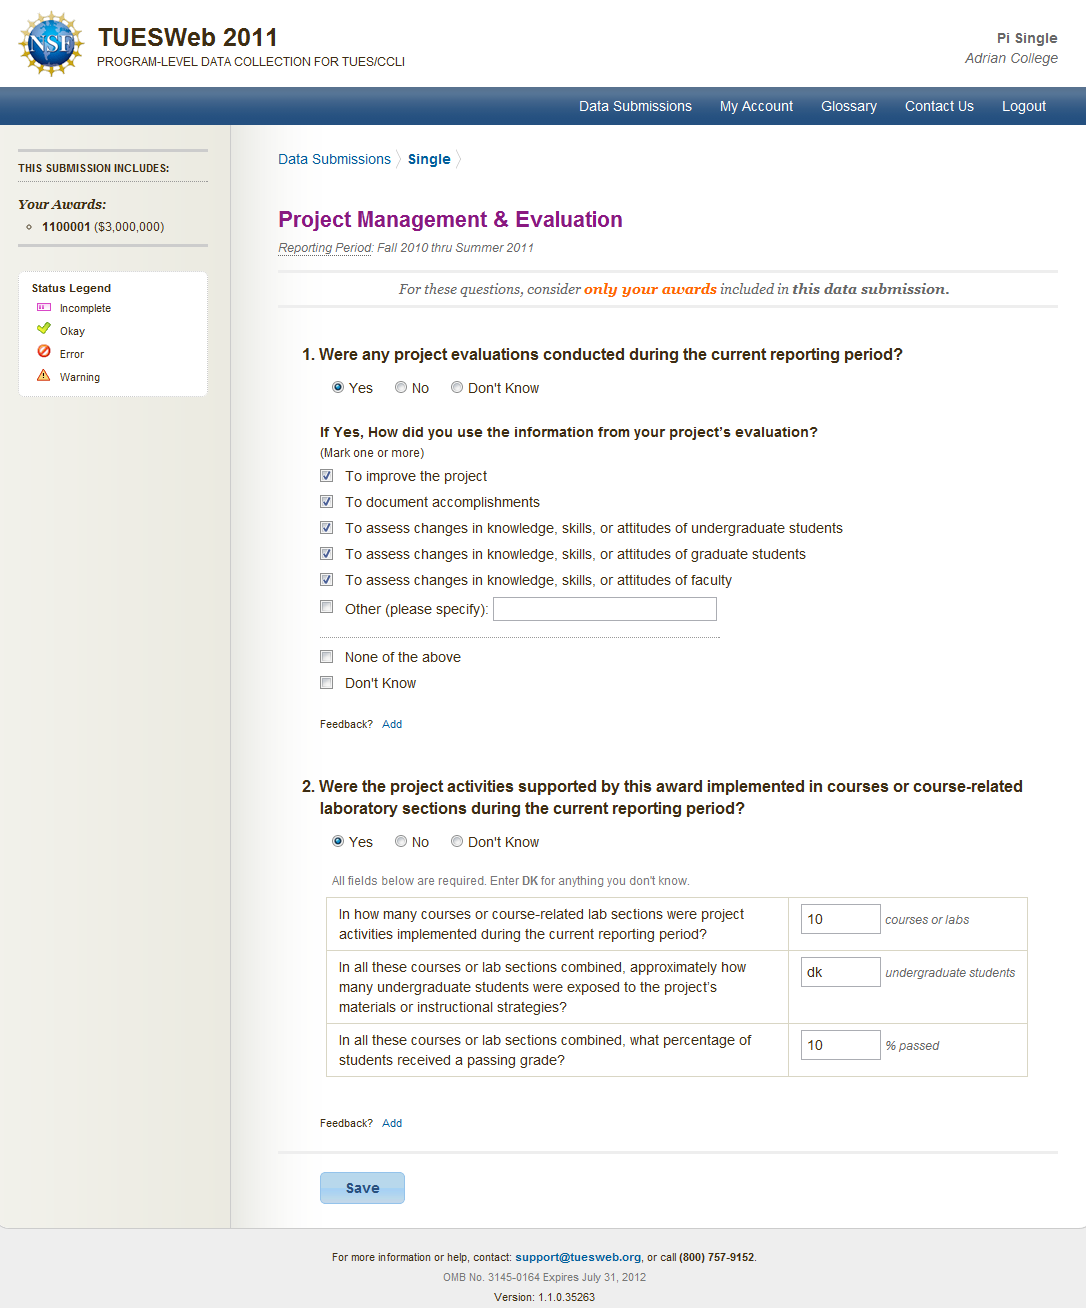 NSF
TUESWeb 2011
PROGRAM-LEVEL DATA COLLECTION FOR TUES/CCLI
Pi Single
Adrian College
Data Submissions My Account Glossary Contact Us Logout
THIS SUBMISSION INCLUDES:
Your Awards:
1100001 ($3,000,000)
Status Legend
Incomplete
Okay
Error
Warning
Data Submissions Single
Project Management & Evaluation
Reporting Period: Fall 2010 thru Summer 2011
For these questions, consider only your awards included in this data submission.
1. Were any project evaluations conducted during the current reporting period?
Yes No Don't Know
If Yes, How did you use the information from your project’s evaluation?
(Mark one or more)
To improve the project
To document accomplishments
To assess changes in knowledge, skills, or attitudes of undergraduate students
To assess changes in knowledge, skills, or attitudes of graduate students
To assess changes in knowledge, skills, or attitudes of faculty
Other (please specify):
None of the above
Don't Know
Feedback? Add
2. Were the project activities supported by this award implemented in courses or course-related
laboratory sections during the current reporting period?
Yes No Don't Know
All fields below are required. Enter DK for anything you don't know.
In how many courses or course-related lab sections were project
activities implemented during the current reporting period?
10 courses or labs
In all these courses or lab sections combined, approximately how
many undergraduate students were exposed to the project’s
materials or instructional strategies?
dk undergraduate students
In all these courses or lab sections combined, what percentage of
students received a passing grade?
10 % passed
Feedback? Add
Save
For more information or help, contact: support@tuesweb.org, or call (800) 757-9152.
OMB No. 3145-0164 Expires July 31, 2012
Version: 1.1.0.35263